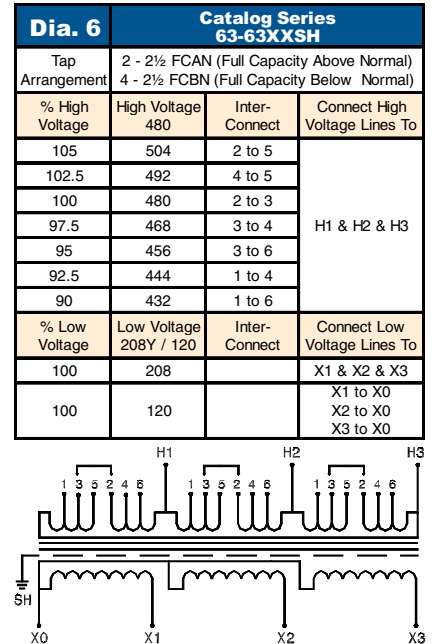 Dia. 6
Catalog Series
63-63XXSH
Tap
Arrangement
2 - 2½ FCAN (Full Capacity Above Normal)
4 - 2½ FCBN (Full Capacity Below Normal)
% High
Voltage
High Voltage
480
Inter-
Connect
Connect High
Voltage Lines To
105 504 2 to 5
102.5 492 4 to 5
100 480 2 to 3
97.5 468 3 to 4
95 456 3 to 6
92.5 444 1 to 4
90 432 1 to 6
H1 & H2 & H3
% Low
Voltage
Low Voltage
208Y / 120
Inter-
Connect
Connect Low
Voltage Lines To
100 208 X1 & X2 & X3
100 120
X1 to X0
X2 to X0
X3 to X0
H1 H2 H3
1 3 5 2 4 6 1 3 5 2 4 6 1 3 5 2 4 6
SH
X0 X1 X2 X3